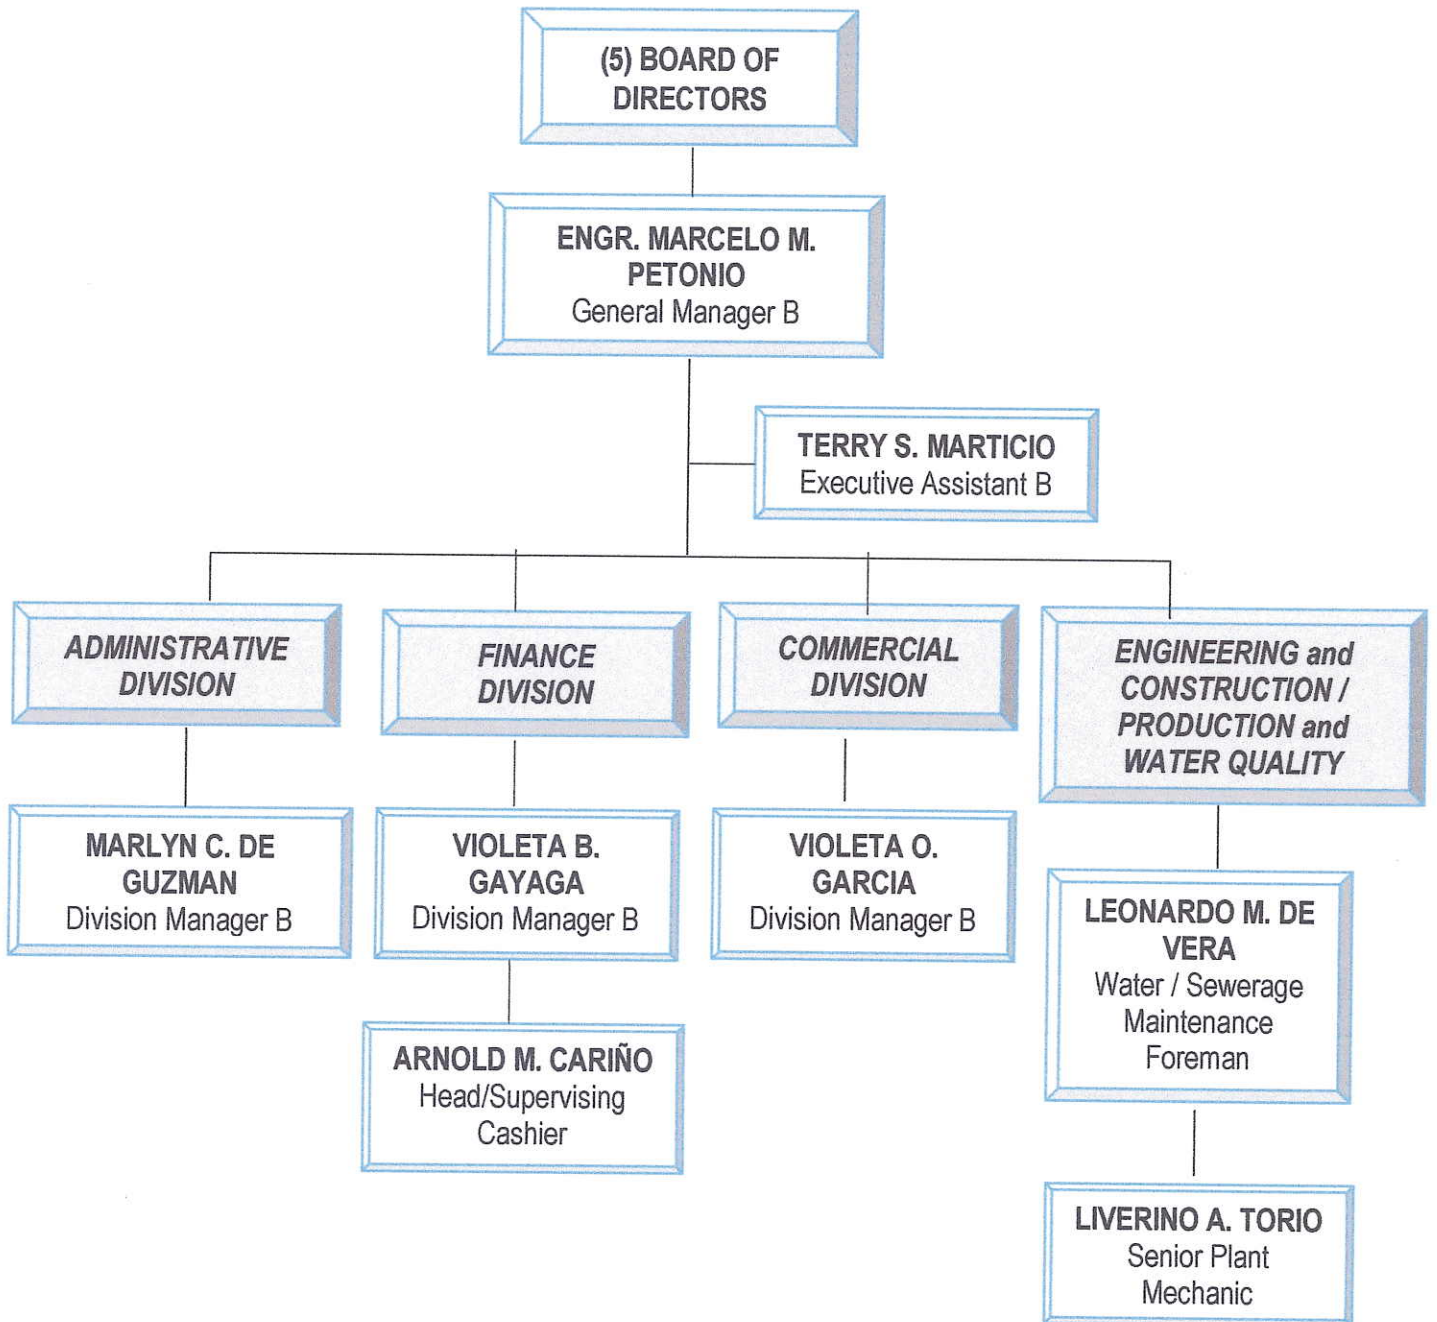 (5) BOARD OF
DIRECTORS
ENGR. MARCELO M.
PETONIO
General Manager B
TERRY S. MARTICIO
Executive Assistant B
ADMINISTRATIVE
DIVISION
FINANCE
DIVISION
COMMERCIAL
DIVISION
ENGINEERING and
CONSTRUCTION /
PRODUCTION and
WATER QUALITY
MARLYN C. DE
GUZMAN
Division Manager B
VIOLETA B.
GAYAGA
Division Manager B
VIOLETA O.
GARCIA
Division Manager B
LEONARDO M. DE
VERA
Water / Sewerage
Maintenance
Foreman
ARNOLD M. CARIÑO
Head/Supervising
Cashier
LIVERINO A. TORIO
Senior Plant
Mechanic